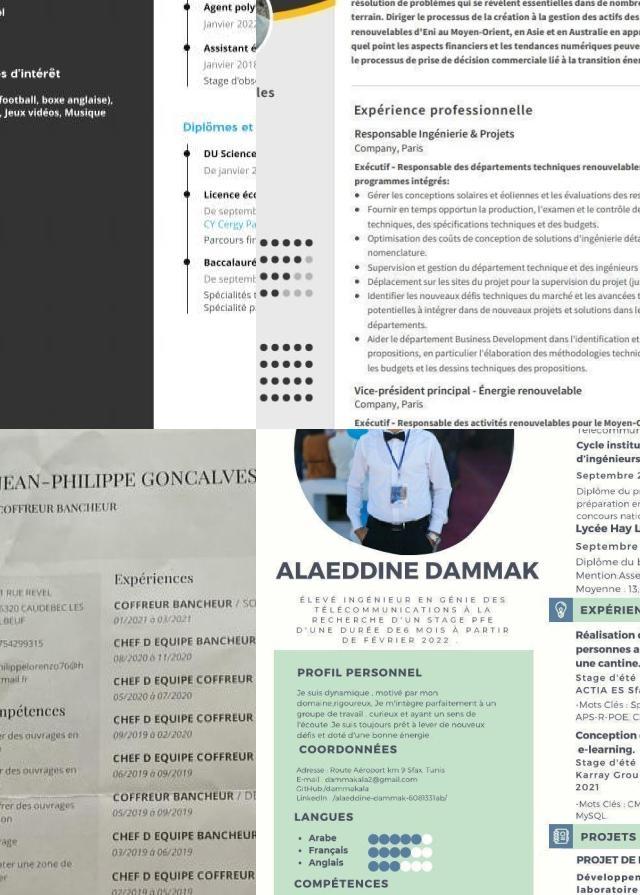 s d'intérêt
football, boxe anglaise),
, Jeux vidéos, Musique
Agent poly
Janvier 2022
Assistant é
Janvier 2018
Stage d'obs
Diplômes et
DU Science
De janvier 2
Licence éco
De septemb
CY Cergy Pa
Parcours fin
Baccalauré
De septemb
Spécialités t
Spécialité p
les
résolution de problèmes qui se révèlent essentielles dans de nombre
terrain. Diriger le processus de la création à la gestion des actifs des
renouvelables d'Eni au Moyen-Orient, en Asie et en Australie en appr
quel point les aspects financiers et les tendances numériques peuve
le processus de prise de décision commerciale lié à la transition éner
Expérience professionnelle
Responsable Ingénierie & Projets
Company, Paris
Exécutif - Responsable des départements techniques renouvelables
programmes intégrés:
• Gérer les conceptions solaires et éoliennes et les évaluations des res
• Fournir en temps opportun la production, l'examen et le contrôle de
techniques, des spécifications techniques et des budgets.
• Optimisation des coûts de conception de solutions d'ingénierie déta
nomenclature.
• Supervision et gestion du département technique et des ingénieurs
• Déplacement sur les sites du projet pour la supervision du projet (ju
• Identifier les nouveaux défis techniques du marché et les avancées t
potentielles à intégrer dans de nouveaux projets et solutions dans le
départements.
• Aider le département Business Development dans l'identification et
propositions, en particulier l'élaboration des méthodologies techniq
les budgets et les dessins techniques des propositions.
Vice-président principal - Énergie renouvelable
Company, Paris
Exécutif - Responsable des activités renouvelables pour le Moyen-O
JEAN-PHILIPPE GONCALVES
COFFREUR BANCHEUR
1 RUE REVEL
6320 CAUDEBEC LES
LBEUF
754299315
hilippelorenzo76@h
tmail.fr
mpétences
er des ouvrages en
er des ouvrages en
frer des ouvrages
on
rage
nter une zone de
er
Expériences
COFFREUR BANCHEUR / SO
01/2021 à 03/2021
CHEF D EQUIPE BANCHEUR
08/2020 à 11/2020
CHEF D EQUIPE COFFREUR
05/2020 à 07/2020
CHEF D EQUIPE COFFREUR
09/2019 à 02/2020
CHEF D EQUIPE COFFREUR
06/2019 à 09/2019
COFFREUR BANCHEUR / DE
05/2019 à 09/2019
CHEF D EQUIPE BANCHEUR
03/2019 à 06/2019
CHEF D EQUIPE COFFREUR
02/2019 à 05/2019
ALAEDDINE DAMMAK
ÉLEVÉ INGÉNIEUR EN GÉNIE DES
TÉLÉCOMMUNICATIONS À LA
RECHERCHE D'UN STAGE PFE
D'UNE DURÉE DE6 MOIS À PARTIR
DE FÉVRIER 2022 .
PROFIL PERSONNEL
Je suis dynamique , motivé par mon
domaine,rigoureux, Je m'intègre parfaitement à un
groupe de travail . curieux et ayant un sens de
l'écoute .Je suis toujours prêt à lever de nouveux
défis et doté d'une bonne énergie
COORDONNÉES
Adresse : Route Aéroport km 9 Sfax, Tunis
E-mail : dammakala2@gmail.com
GitHub:/dammakala
LinkedIn : /alaeddine-dammak-6081331ab/
LANGUES
• Arabe
• Français
• Anglais
COMPÉTENCES
Télécommuni
Cycle institu
d'ingénieurs
Septembre 2
Diplôme du p
préparation en
concours natio
Lycée Hay L
Septembre
Diplôme du b
Mention:Asse
Moyenne : 13,
EXPÉRIEN
Réalisation d
personnes a
une cantine.
Stage d'été
ACTIA ES Sfa
-Mots Clés : Sp
APS-R-POE, C
Conception
e-learning.
Stage d'été
Karray Grou
2021
-Mots Clés : CM
MySQL
PROJETS
PROJET DE
Développem
laboratoire